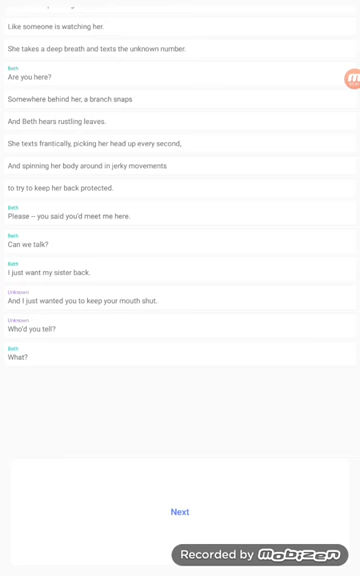 Like someone is watching her.
She takes a deep breath and texts the unknown number.
Beth
Are you here?
Somewhere behind her, a branch snaps
And Beth hears rustling leaves.
She texts frantically, picking her head up every second,
And spinning her body around in jerky movements
to try to keep her back protected.
Beth
Please – you said you'd meet me here.
Beth
Can we talk?
Beth
I just want my sister back.
Unknown
And I just wanted you to keep your mouth shut.
Unknown
Who'd you tell?
Beth
What?
Next
Recorded by mobizen